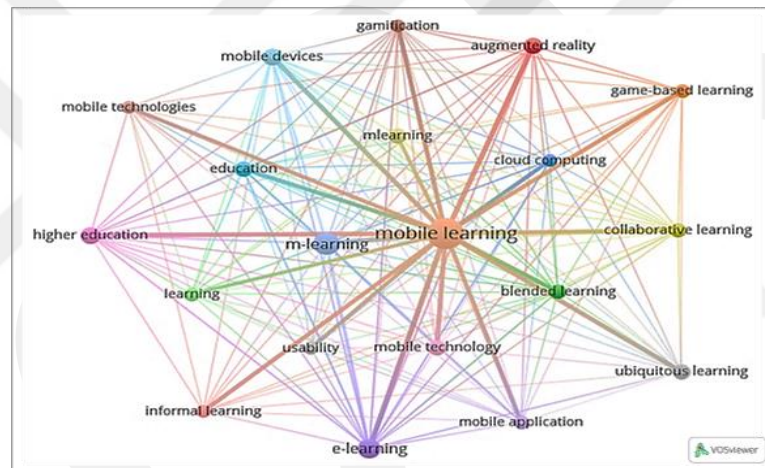 gamification
augmented reality
mobile devices
game-based learning
mobile technologies
mlearning
cloud computing
education
higher education
mobile learning
collaborative learning
m-learning
learning
blended learning
usability
mobile technology
ubiquitous learning
informal learning
mobile application
e-learning
VOSviewer